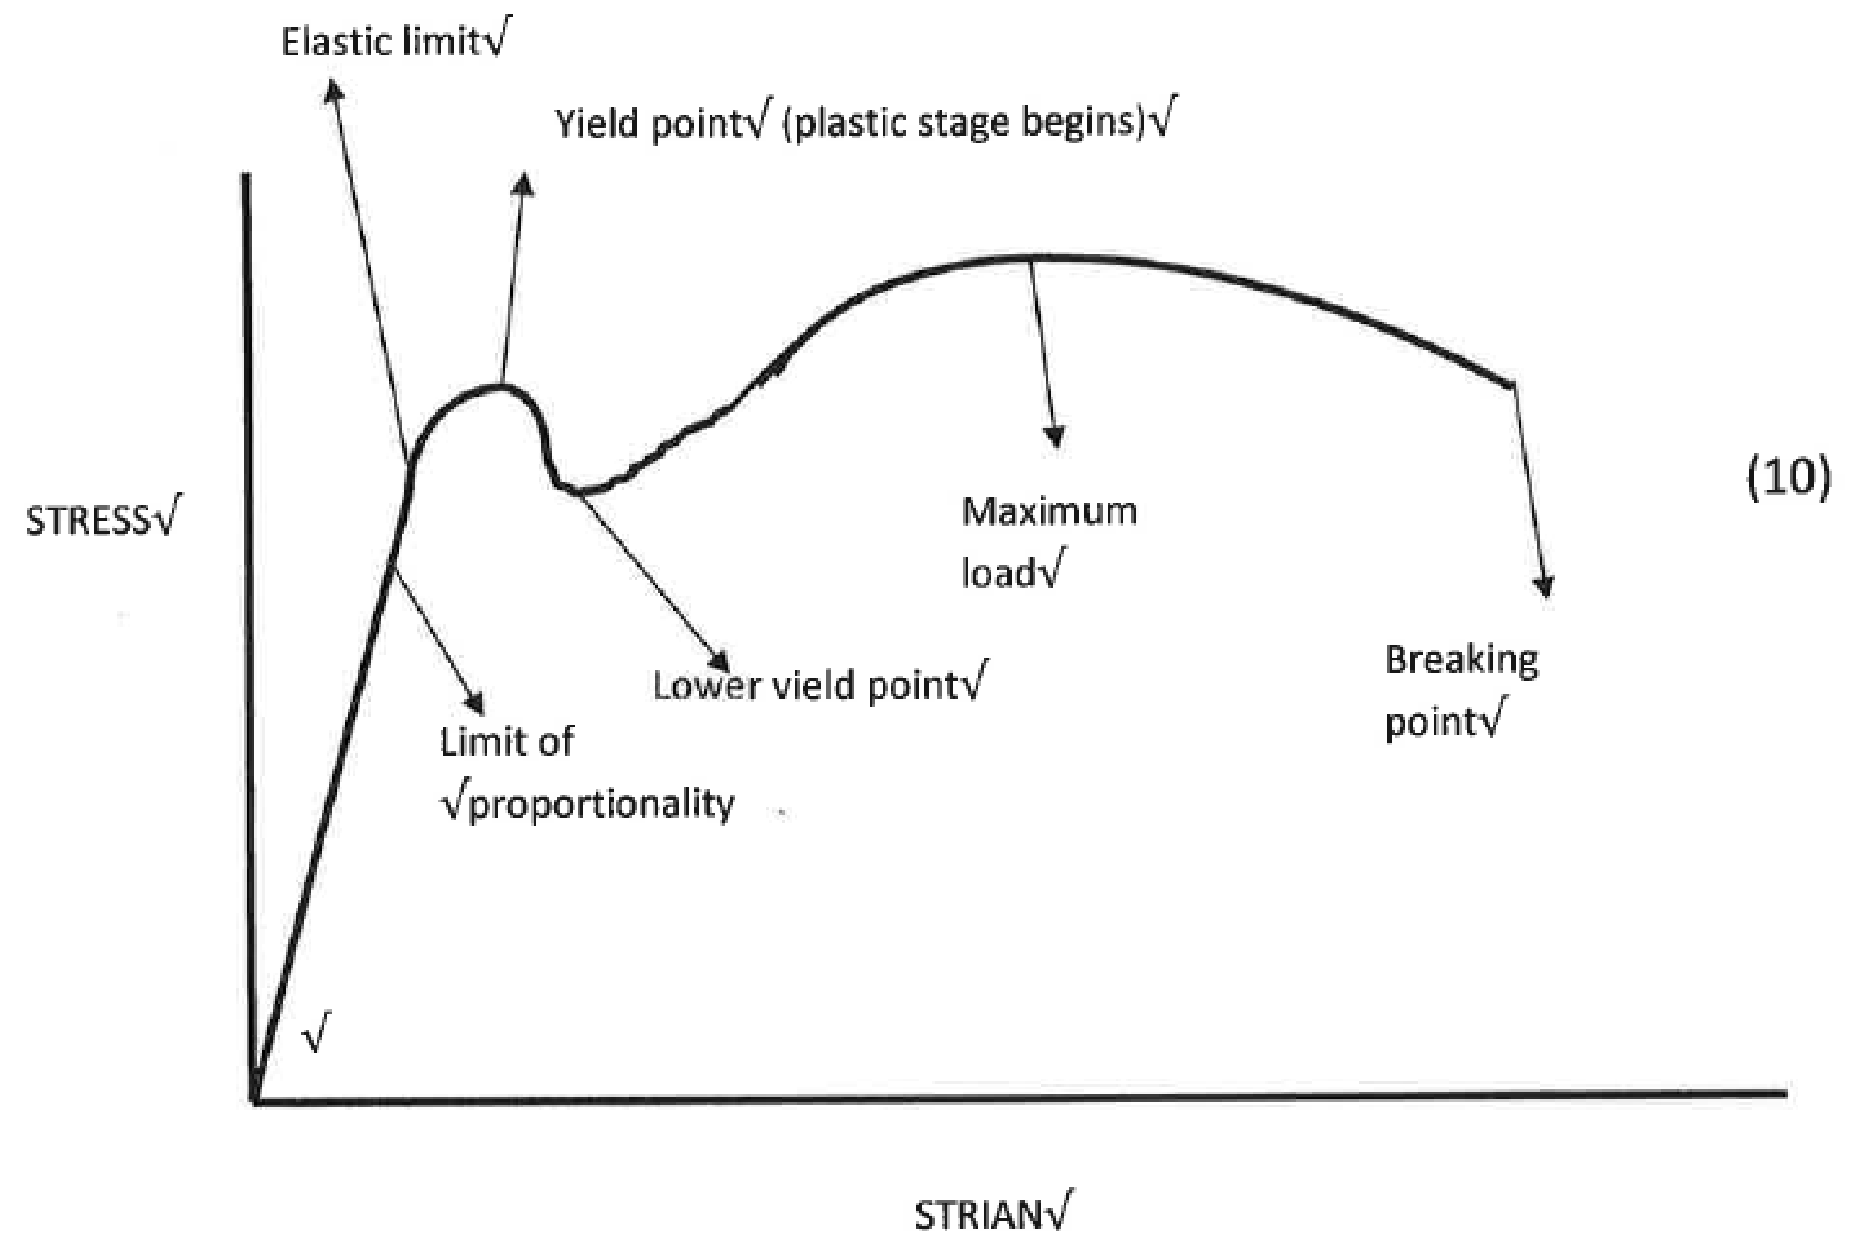 Elastic limit√
Yield point√ (plastic stage begins)√
STRESS√
(10)
Maximum
load√
Lower yield point√
Breaking
point√
Limit of
√proportionality
√
STRIAN√